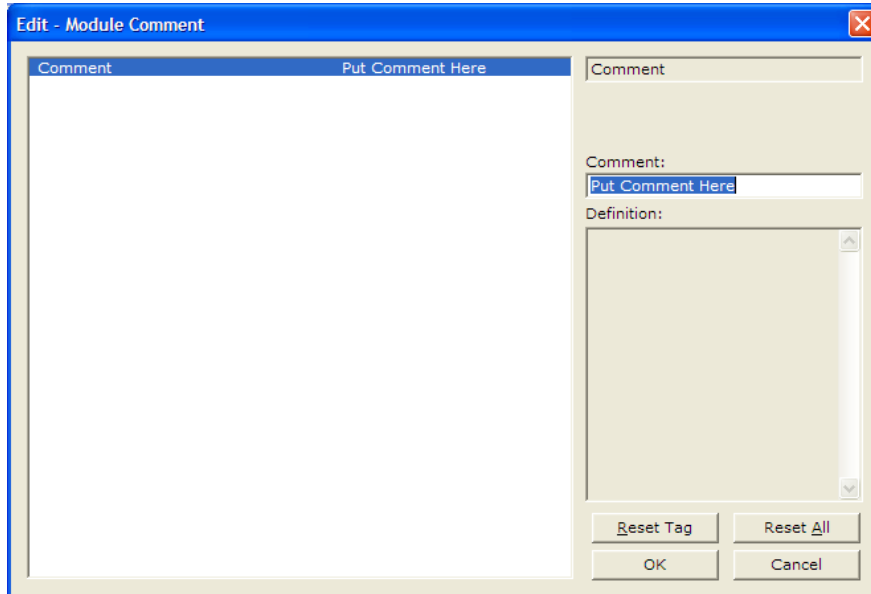 Edit - Module Comment
Comment Put Comment Here
Comment
Comment:
Put Comment Here
Definition:
Reset Tag Reset All
OK Cancel